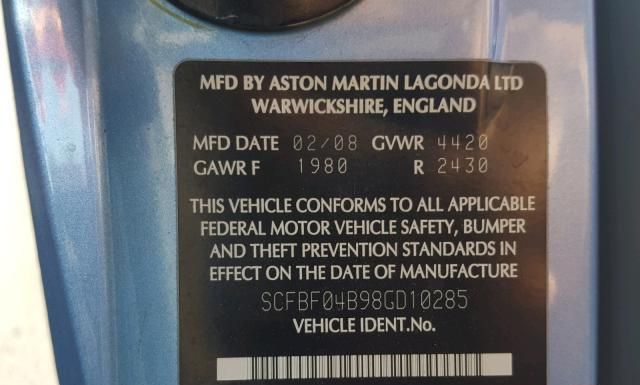 MFD BY ASTON MARTIN LAGONDA LTD
WARWICKSHIRE, ENGLAND
MFD DATE 02/08 GVWR 4420
GAWR F 1980 R 2430
THIS VEHICLE CONFORMS TO ALL APPLICABLE
FEDERAL MOTOR VEHICLE SAFETY, BUMPER
AND THEFT PREVENTION STANDARDS IN
EFFECT ON THE DATE OF MANUFACTURE
SCFBF04B98GD10285
VEHICLE IDENT.No.